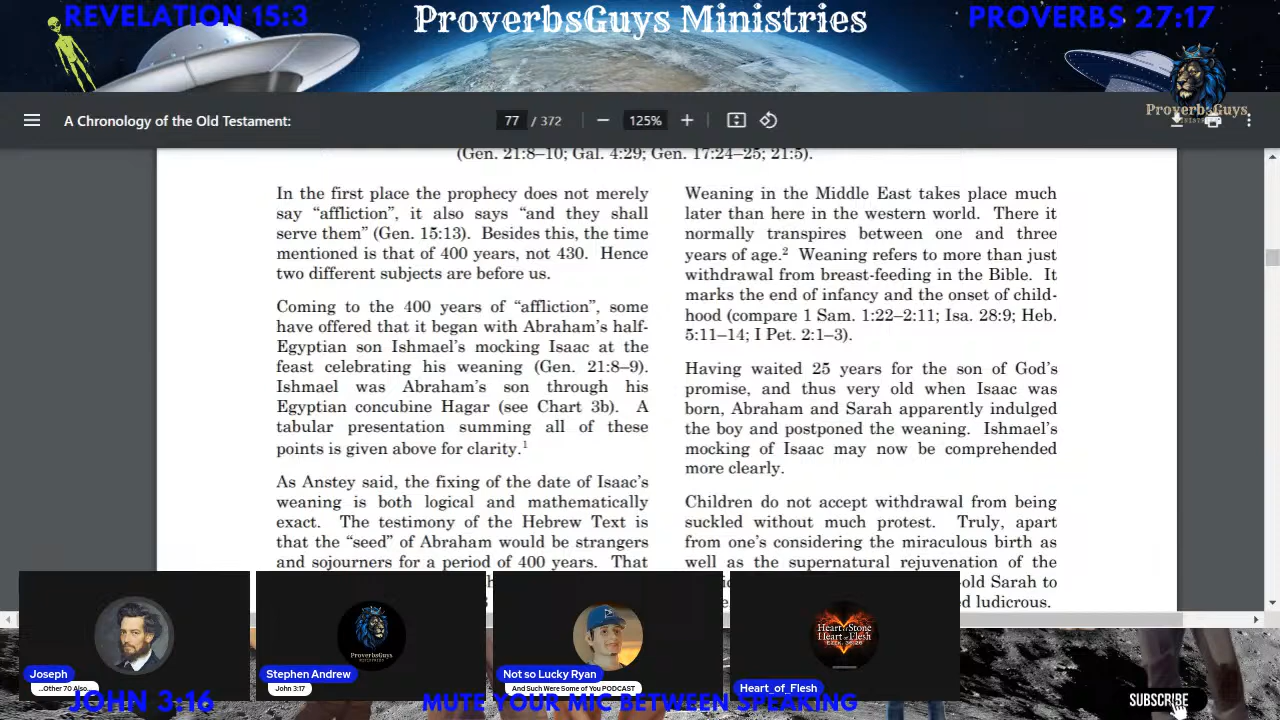 REVELATION 15:3
ProverbsGuys Ministries
PROVERBS 27:17
ProverbsGuys
A Chronology of the Old Testament:
77 / 372
125%
(Gen. 21:8–10; Gal. 4:29; Gen. 17:24–25; 21:5).
In the first place the prophecy does not merely
say “affliction”, it also says “and they shall
serve them” (Gen. 15:13). Besides this, the time
mentioned is that of 400 years, not 430. Hence
two different subjects are before us.
Coming to the 400 years of “affliction”, some
have offered that it began with Abraham’s half-
Egyptian son Ishmael’s mocking Isaac at the
feast celebrating his weaning (Gen. 21:8–9).
Ishmael was Abraham’s son through his
Egyptian concubine Hagar (see Chart 3b). A
tabular presentation summing all of these
points is given above for clarity.1
As Anstey said, the fixing of the date of Isaac’s
weaning is both logical and mathematically
exact. The testimony of the Hebrew Text is
that the “seed” of Abraham would be strangers
and sojourners for a period of 400 years. That
Weaning in the Middle East takes place much
later than here in the western world. There it
normally transpires between one and three
years of age.2 Weaning refers to more than just
withdrawal from breast-feeding in the Bible. It
marks the end of infancy and the onset of child-
hood (compare 1 Sam. 1:22–2:11; Isa. 28:9; Heb.
5:11–14; I Pet. 2:1–3).
Having waited 25 years for the son of God’s
promise, and thus very old when Isaac was
born, Abraham and Sarah apparently indulged
the boy and postponed the weaning. Ishmael’s
mocking of Isaac may now be comprehended
more clearly.
Children do not accept withdrawal from being
suckled without much protest. Truly, apart
from one’s considering the miraculous birth as
well as the supernatural rejuvenation of the
old Sarah to
ludicrous.
ProverbsGuys
Heart of Stone
Heart of Flesh
Joseph
...Other 70 Also..
Stephen Andrew
John 3:17
Not so Lucky Ryan
And Such Were Some of You PODCAST
Heart_of_Flesh
JOHN 3:16
MUTE YOUR MIC BETWEEN SPEAKING
SUBSCRIBE